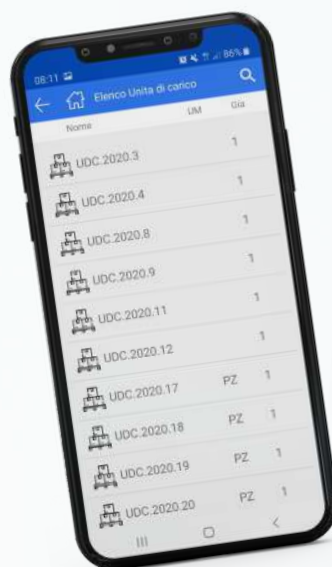 08:11 86%
Elenco Unita di carico
Nome UM Q.tà
UDC.2020.3 1
UDC.2020.4 1
UDC.2020.8 1
UDC.2020.9 1
UDC.2020.11 1
UDC.2020.12 1
UDC.2020.17 PZ 1
UDC.2020.18 PZ 1
UDC.2020.19 PZ 1
UDC.2020.20 PZ 1